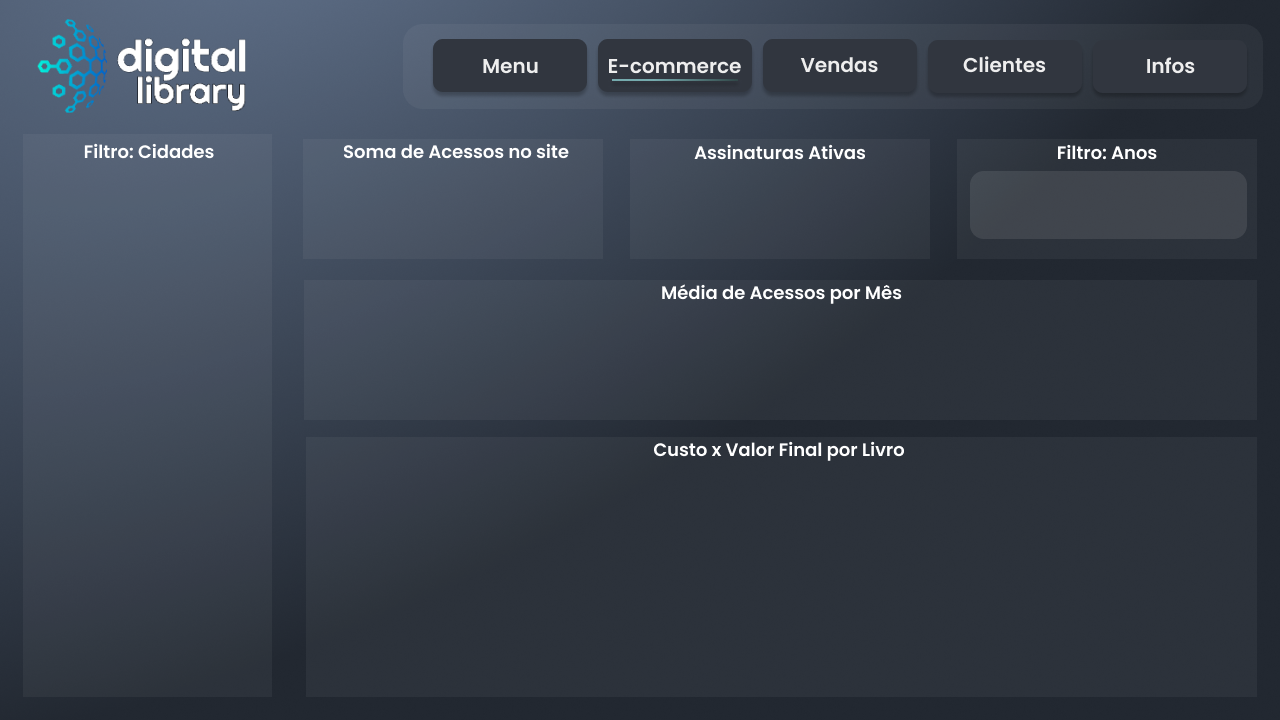 digital
library
Menu
E-commerce
Vendas
Clientes
Infos
Filtro: Cidades
Soma de Acessos no site
Assinaturas Ativas
Filtro: Anos
Média de Acessos por Mês
Custo x Valor Final por Livro